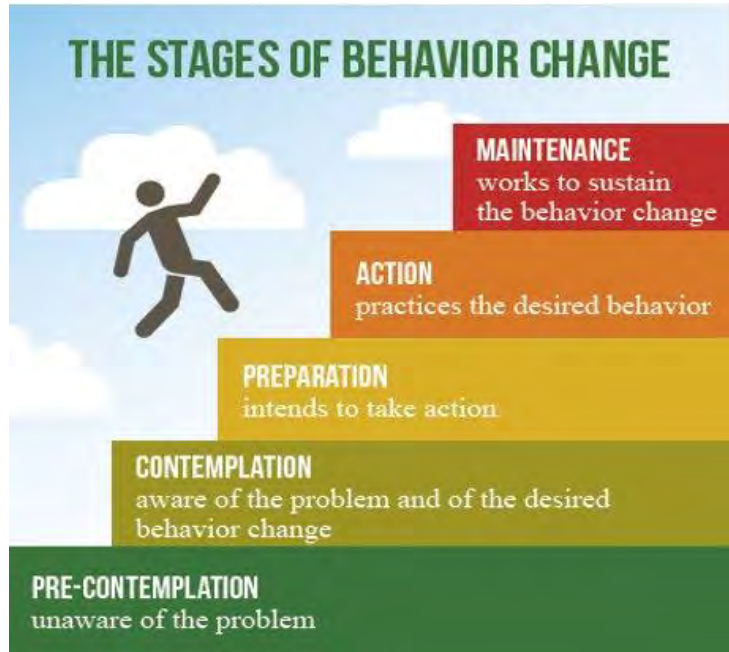 THE STAGES OF BEHAVIOR CHANGE
MAINTENANCE
works to sustain
the behavior change
ACTION
practices the desired behavior
PREPARATION
intends to take action
CONTEMPLATION
aware of the problem and of the desired
behavior change
PRE-CONTEMPLATION
unaware of the problem